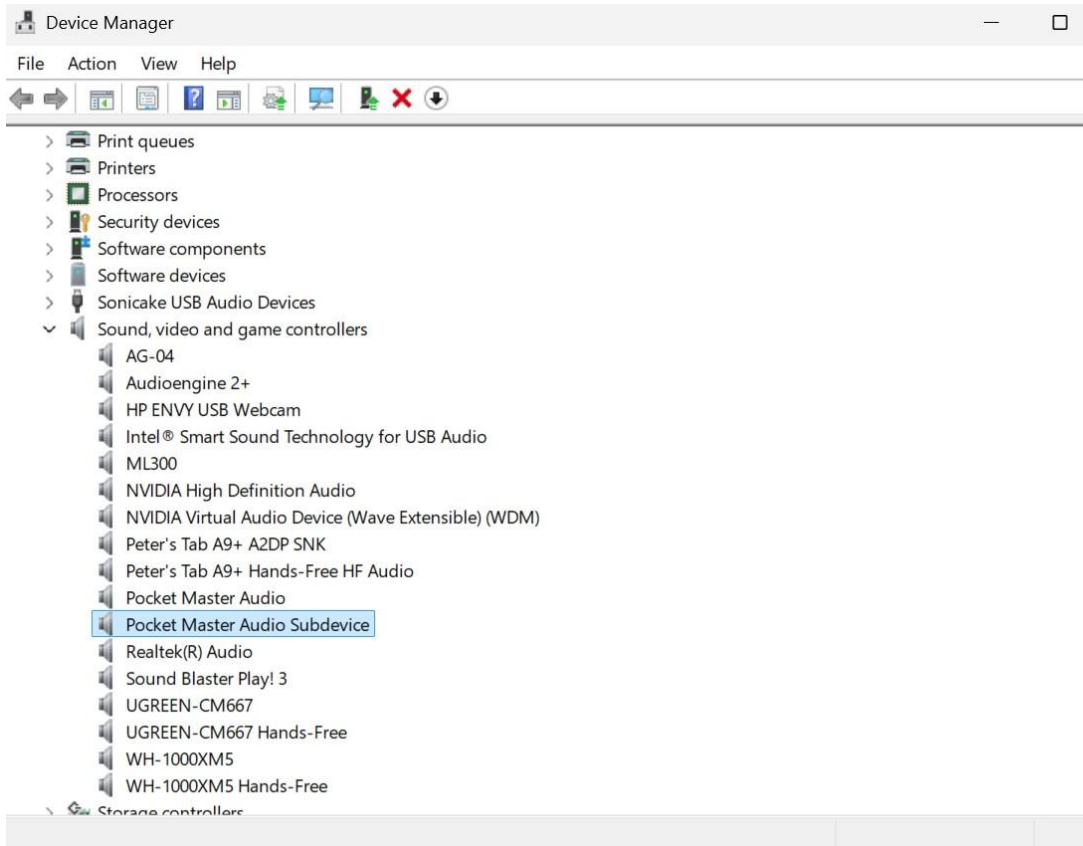 Device Manager
File Action View Help
Print queues
Printers
Processors
Security devices
Software components
Software devices
Sonicake USB Audio Devices
Sound, video and game controllers
AG-04
Audioengine 2+
HP ENVY USB Webcam
Intel® Smart Sound Technology for USB Audio
ML300
NVIDIA High Definition Audio
NVIDIA Virtual Audio Device (Wave Extensible) (WDM)
Peter's Tab A9+ A2DP SNK
Peter's Tab A9+ Hands-Free HF Audio
Pocket Master Audio
Pocket Master Audio Subdevice
Realtek(R) Audio
Sound Blaster Play! 3
UGREEN-CM667
UGREEN-CM667 Hands-Free
WH-1000XM5
WH-1000XM5 Hands-Free
Storage controllers